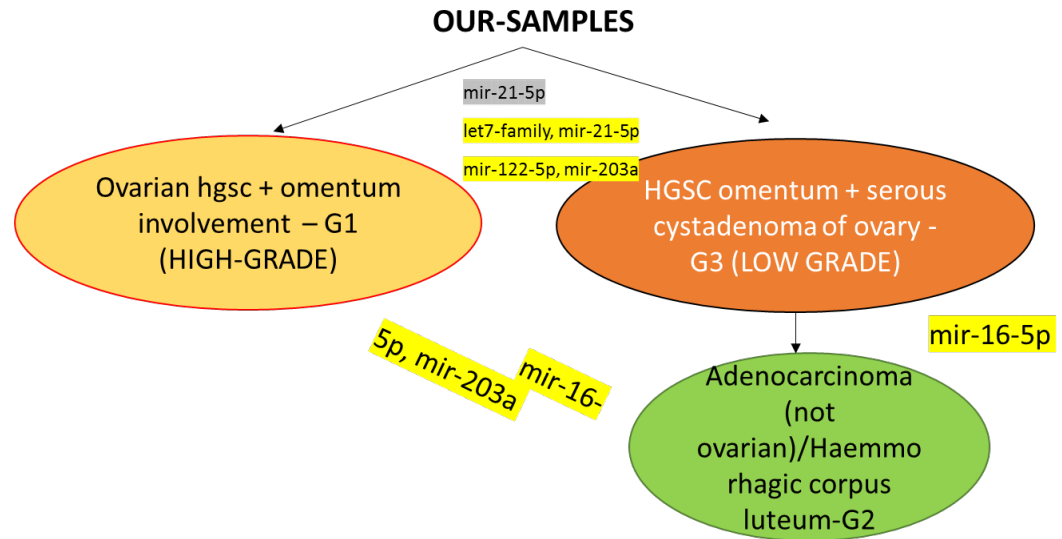 OUR-SAMPLES
mir-21-5p
let7-family, mir-21-5p
mir-122-5p, mir-203a
Ovarian hgsc + omentum
involvement – G1
(HIGH-GRADE)
HGSC omentum + serous
cystadenoma of ovary -
G3 (LOW GRADE)
mir-16-
5p, mir-203a
mir-16-5p
Adenocarcinoma
(not
ovarian)/Haemmo
rhagic corpus
luteum-G2